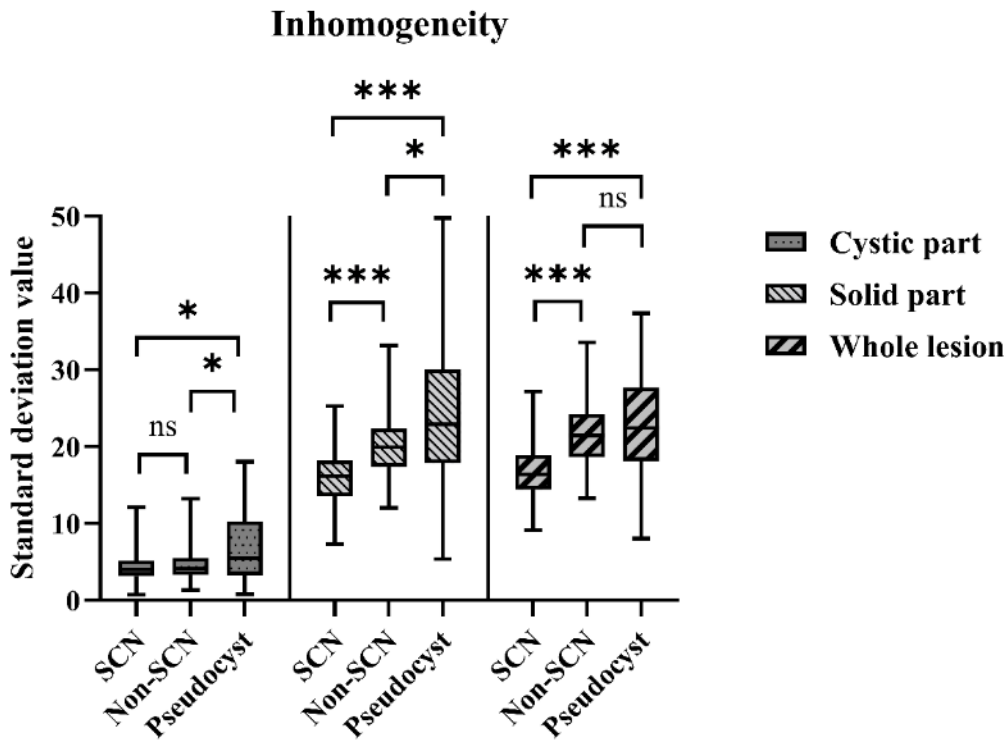 Inhomogeneity
***
*
***
ns
***
***
*
*
ns
Standard deviation value
50
40
30
20
10
0
SCN
Non-SCN
Pseudocyst
SCN
Non-SCN
Pseudocyst
SCN
Non-SCN
Pseudocyst
Cystic part
Solid part
Whole lesion